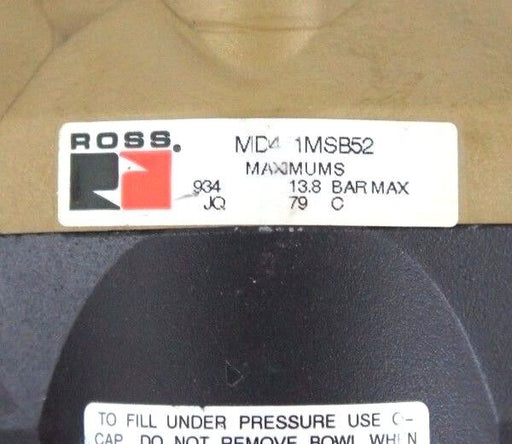 ROSS. MD4 1MSB52
MAXIMUMS
934 13.8 BAR MAX
JQ 79 C
TO FILL UNDER PRESSURE USE
CAP. DO NOT REMOVE BOWL WHEN